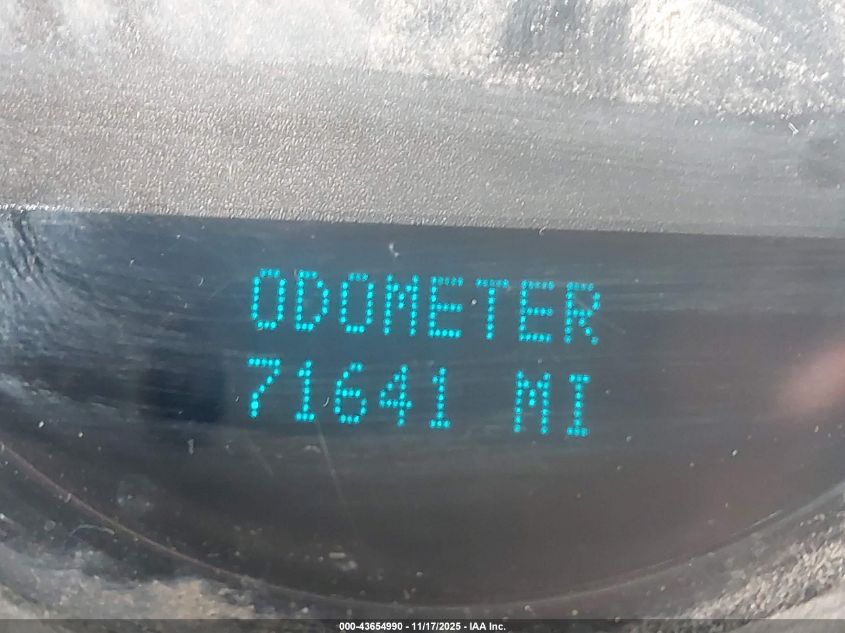 ODOMETER
71641 MI
000-43654990 - 11/17/2025 - IAA Inc.